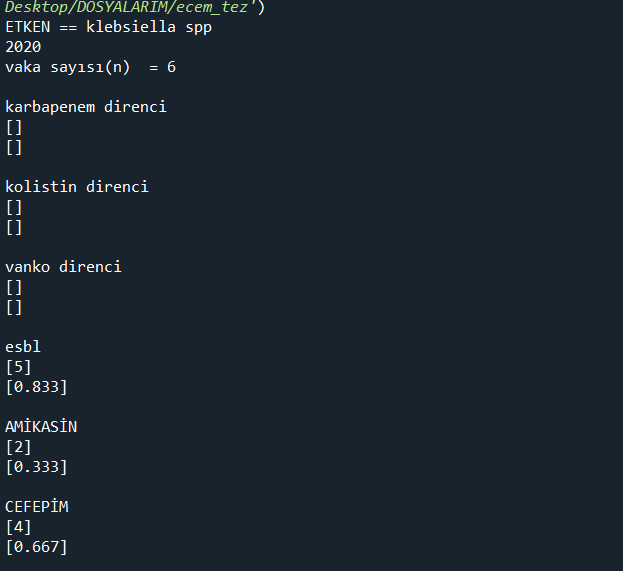 Desktop/DOSYALARIM/ecem_tez')
ETKEN == klebsiella spp
2020
vaka sayısı(n)  = 6
karbapenem direnci
[]
[]
kolistin direnci
[]
[]
vanko direnci
[]
[]
esbl
[5]
[0.833]
AMİKASİN
[2]
[0.333]
CEFEPİM
[4]
[0.667]